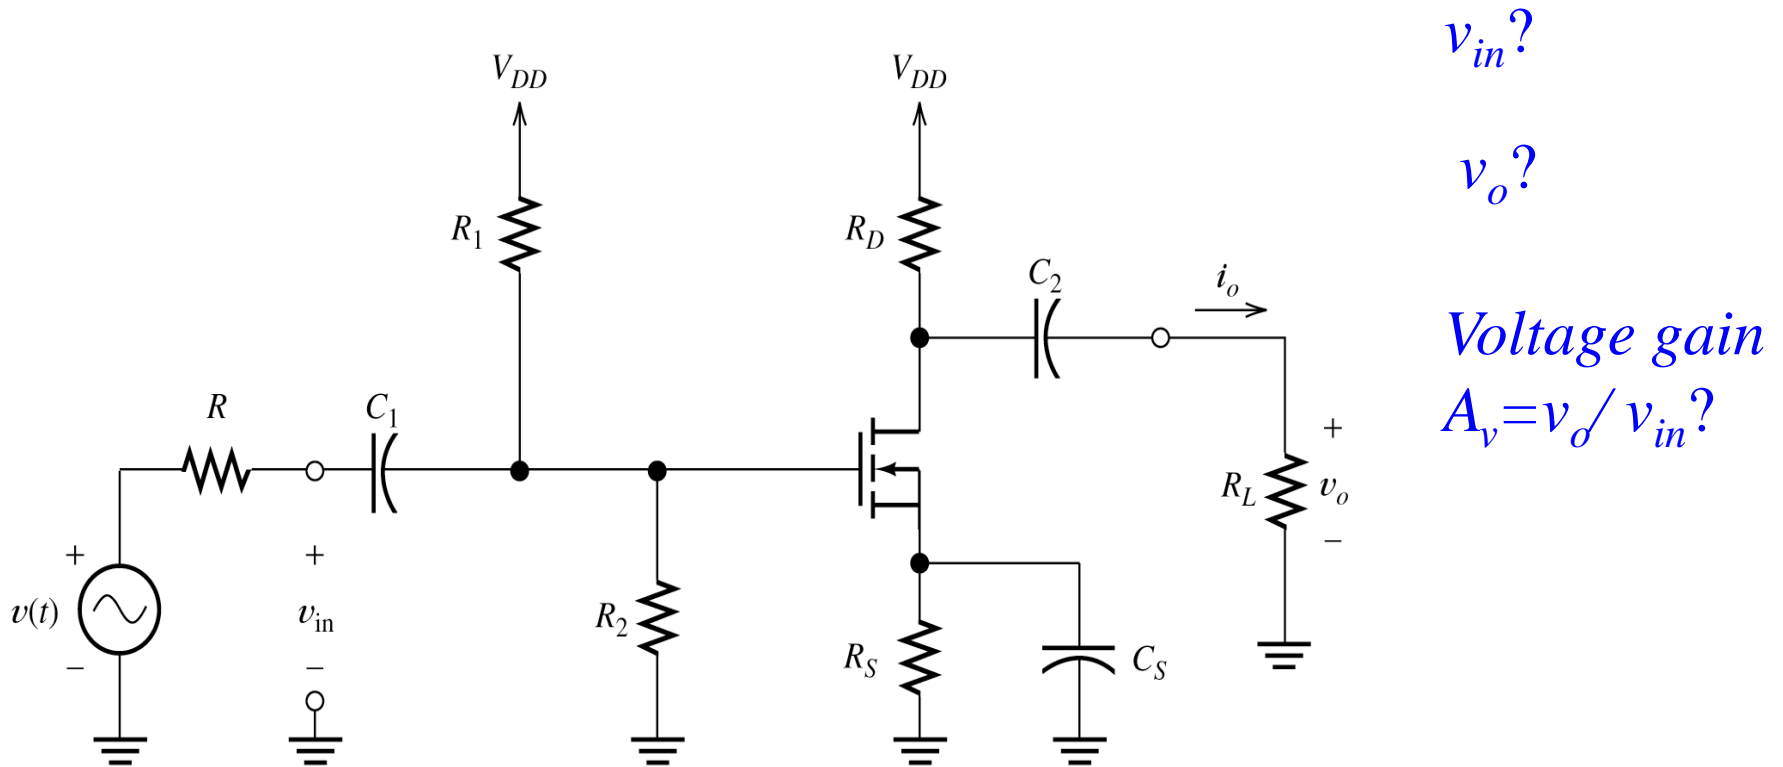 v_in?
V_DD
V_DD
v_o?
R_1
R_D
C_2
i_o
Voltage gain
A_v=v_o/ v_in?
R
C_1
+
R_L
v_o
−
+
+
v(t)
v_in
R_2
−
−
R_S
C_S